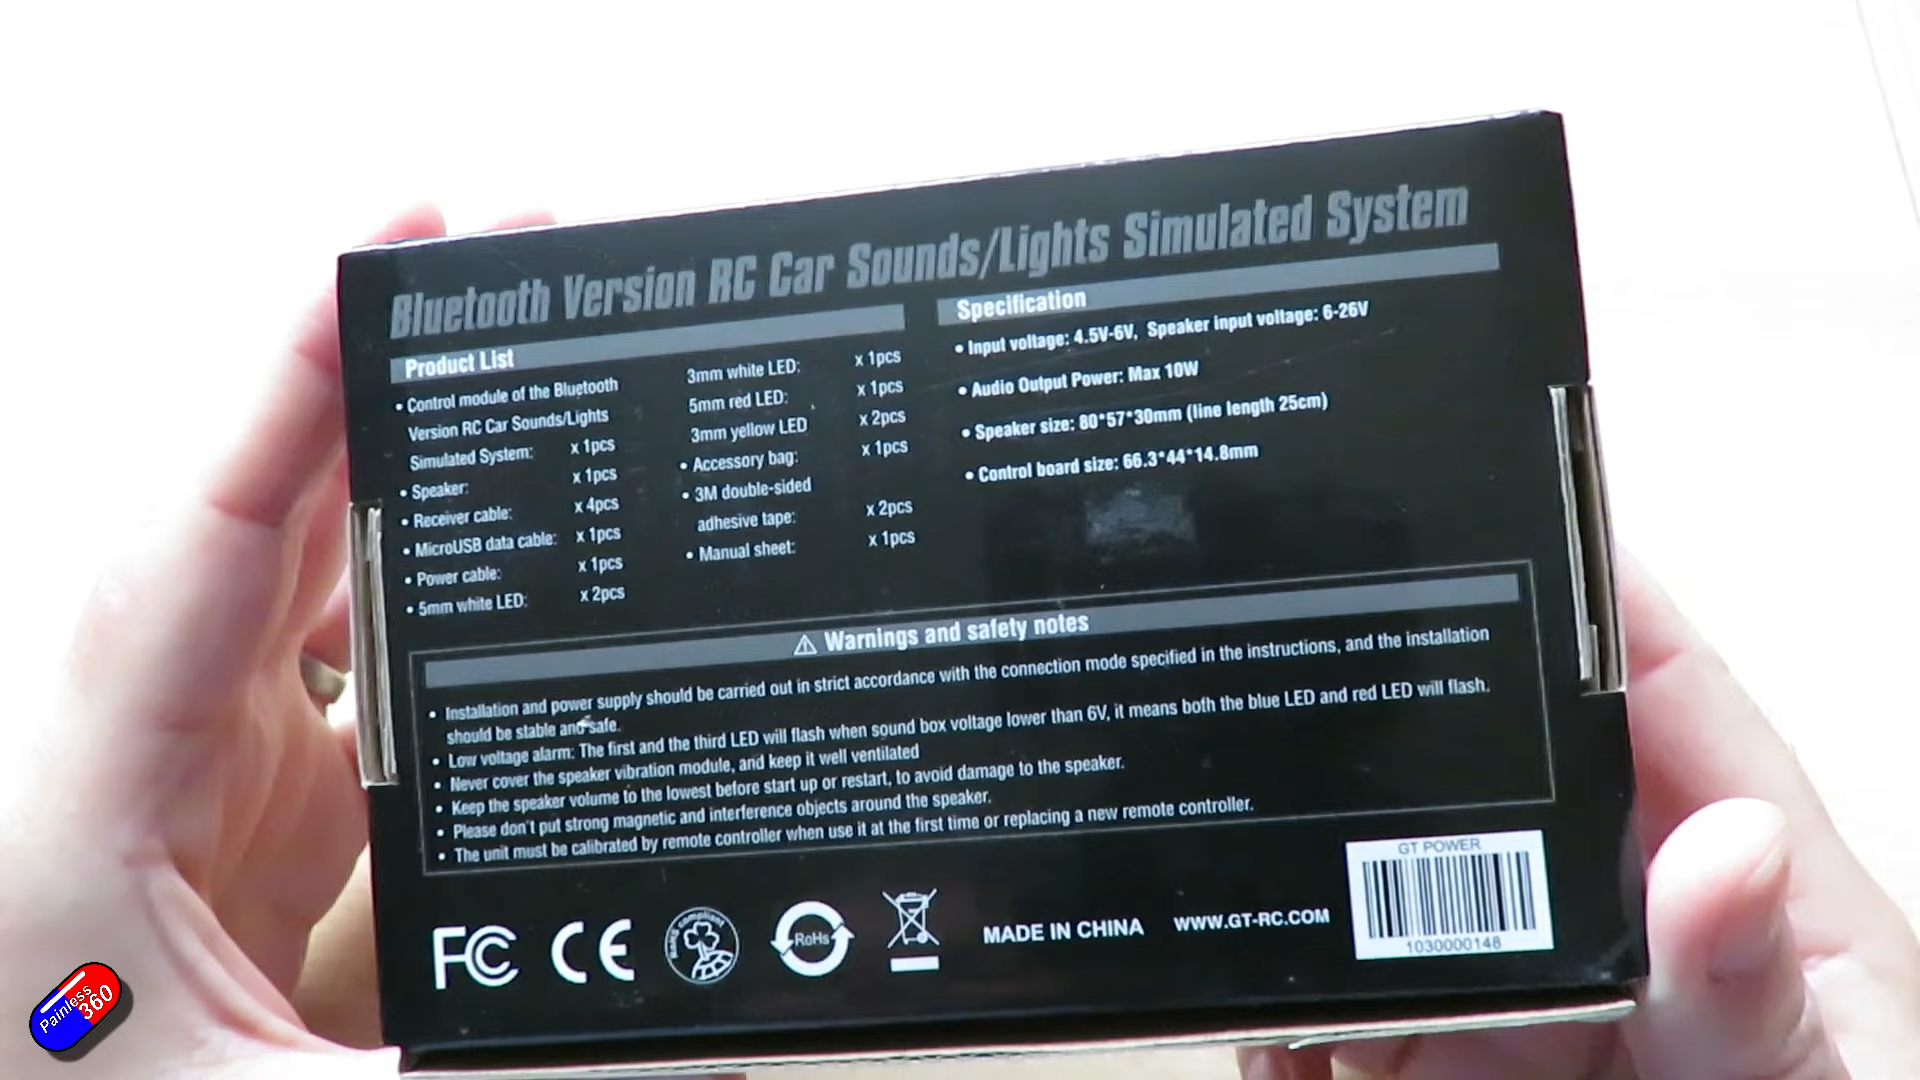 Bluetooth Version RC Car Sounds/Lights Simulated System
Product List
• Control module of the Bluetooth
Version RC Car Sounds/Lights
Simulated System: x 1pcs
• Speaker: x 1pcs
• Receiver cable: x 4pcs
• MicroUSB data cable: x 1pcs
• Power cable: x 1pcs
• 5mm white LED: x 2pcs
3mm white LED: x 1pcs
5mm red LED: x 1pcs
3mm yellow LED x 2pcs
• Accessory bag: x 1pcs
• 3M double-sided
adhesive tape: x 2pcs
• Manual sheet: x 1pcs
Specification
• Input voltage: 4.5V-6V, Speaker input voltage: 6-26V
• Audio Output Power: Max 10W
• Speaker size: 80*57*30mm (line length 25cm)
• Control board size: 66.3*44*14.8mm
⚠ Warnings and safety notes
• Installation and power supply should be carried out in strict accordance with the connection mode specified in the instructions, and the installation
should be stable and safe.
• Low voltage alarm: The first and the third LED will flash when sound box voltage lower than 6V, it means both the blue LED and red LED will flash.
• Never cover the speaker vibration module, and keep it well ventilated
• Keep the speaker volume to the lowest before start up or restart, to avoid damage to the speaker.
• Please don't put strong magnetic and interference objects around the speaker.
• The unit must be calibrated by remote controller when use it at the first time or replacing a new remote controller.
FC CE RoHS compliant RoHs MADE IN CHINA WWW.GT-RC.COM
GT POWER
1030000148
Painless
360